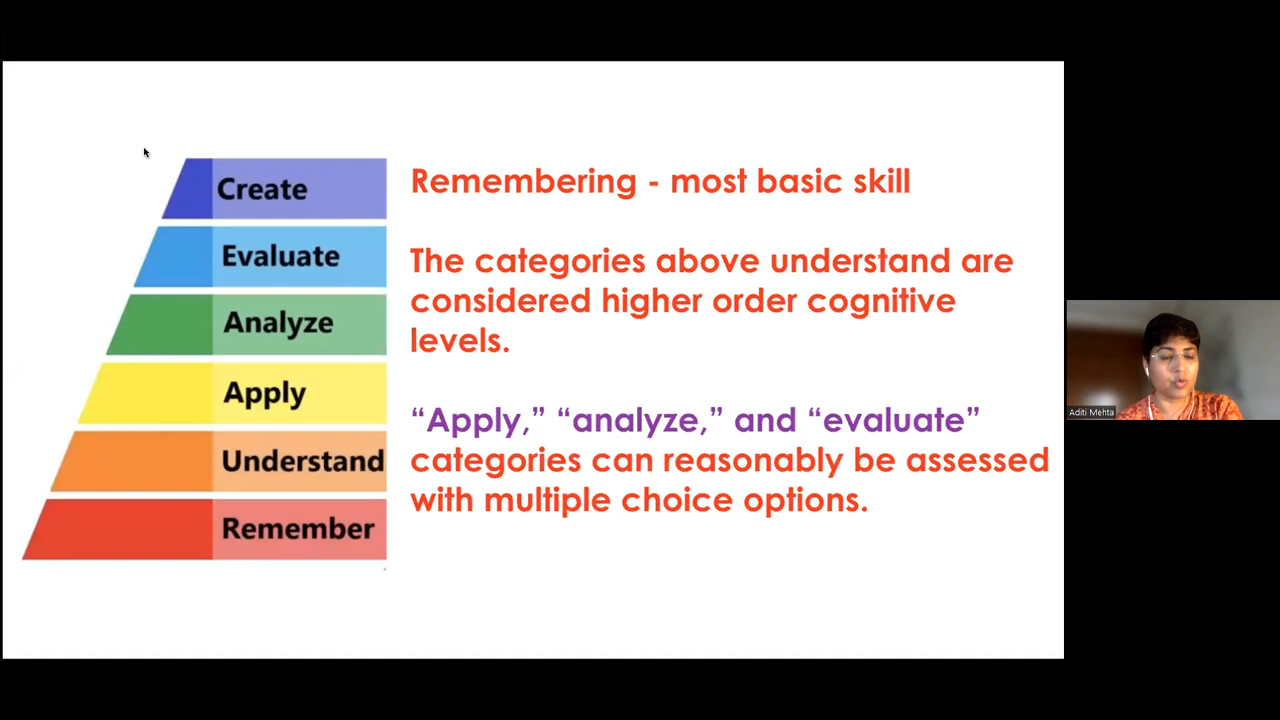 Create
Evaluate
Analyze
Apply
Understand
Remember
Remembering - most basic skill
The categories above understand are
considered higher order cognitive
levels.
“Apply,” “analyze,” and “evaluate”
categories can reasonably be assessed
with multiple choice options.
Aditi Mehta